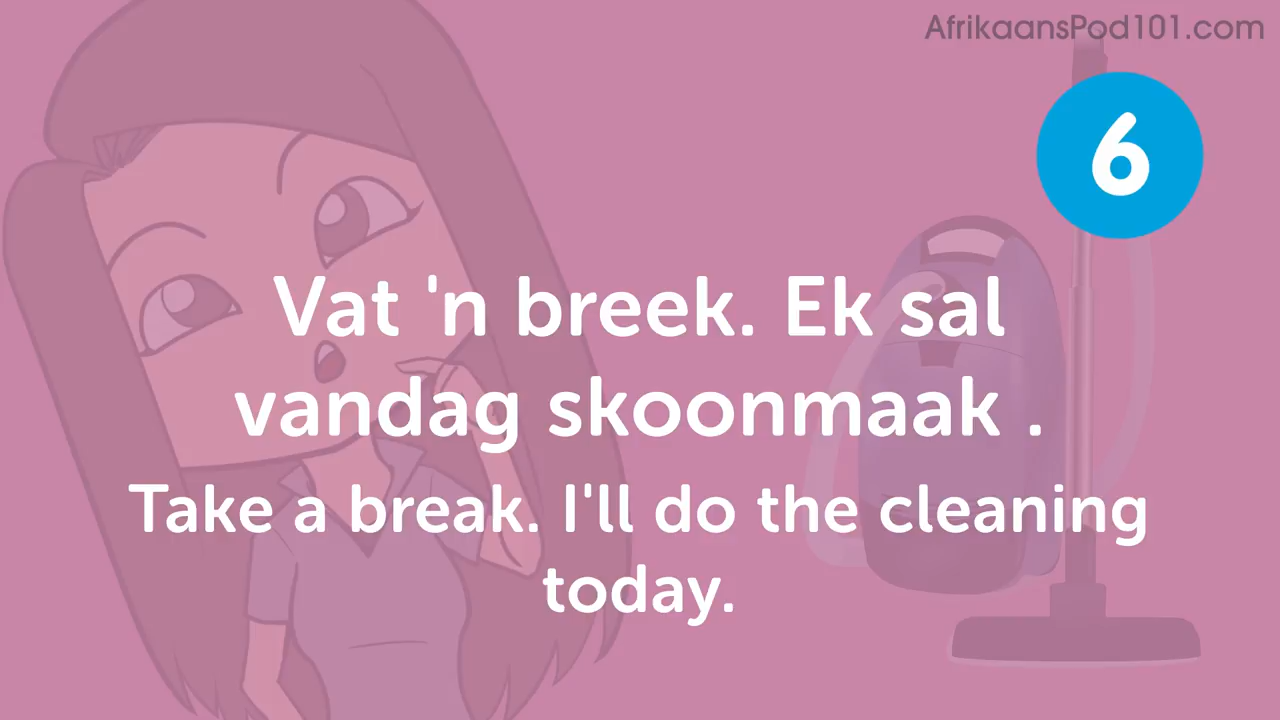 AfrikaansPod101.com
6
Vat 'n breek. Ek sal
vandag skoonmaak .
Take a break. I'll do the cleaning
today.